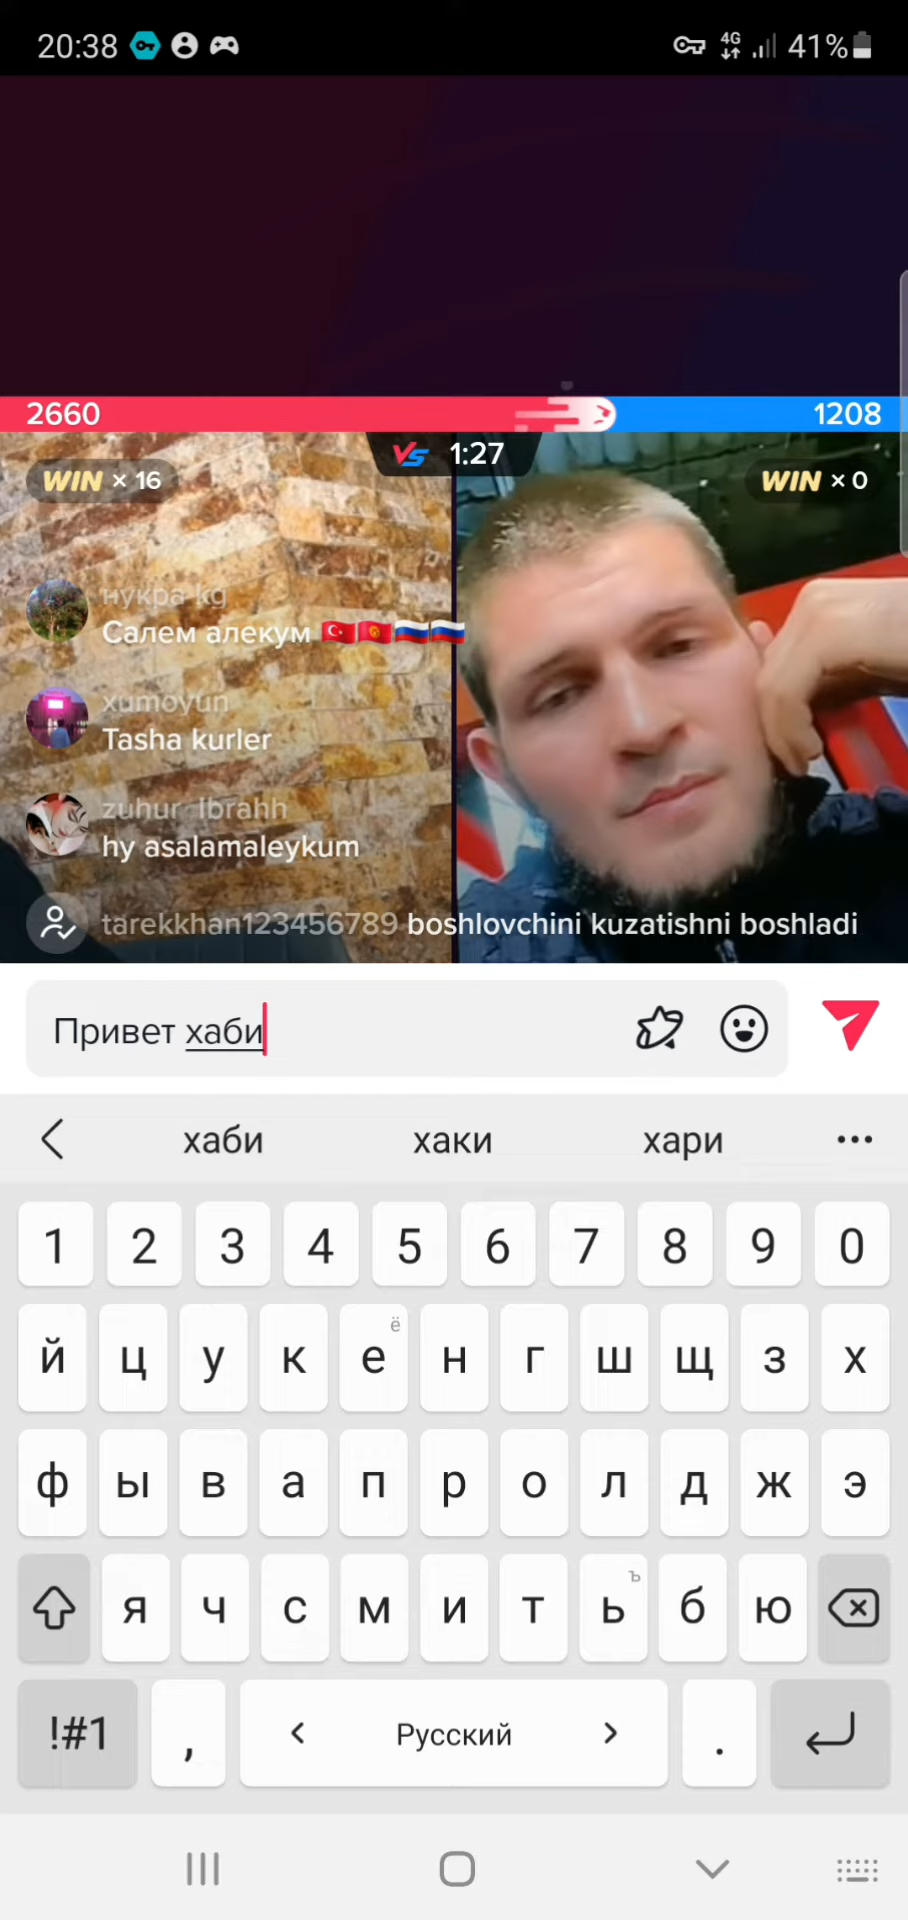 20:38
4G
41%
2660
1208
VS 1:27
WIN × 16
WIN × 0
нукра kg
Салем алекум
xumoyun
Tasha kurler
zuhur_Ibrahh
hy asalamaleykum
tarekkhan123456789 boshlovchini kuzatishni boshladi
Привет хаби
хаби хаки хари
1 2 3 4 5 6 7 8 9 0
й ц у к е ё н г ш щ з х
ф ы в а п р о л д ж э
я ч с м и т ь ъ б ю
!#1 , < Русский > .